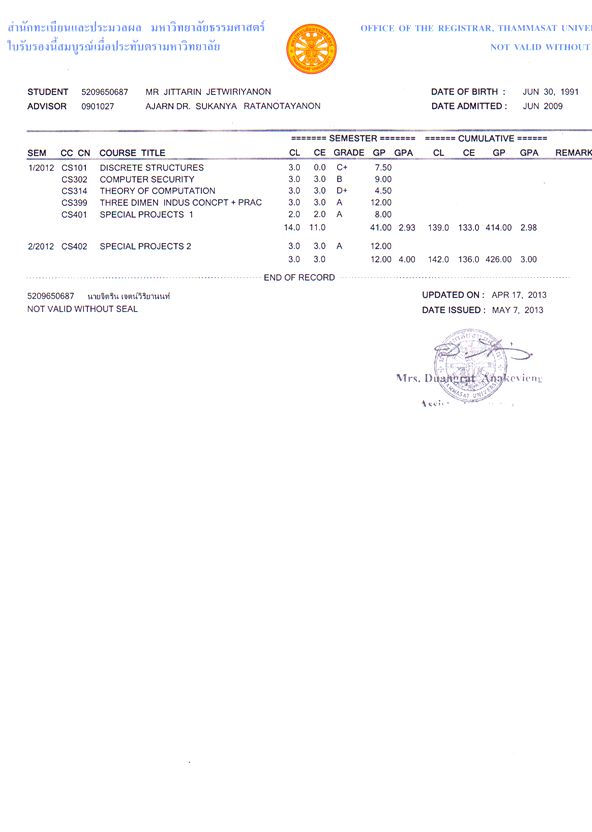 สำนักทะเบียนและประมวลผล มหาวิทยาลัยธรรมศาสตร์
OFFICE OF THE REGISTRAR, THAMMASAT UNIVE
ใบรับรองนี้สมบูรณ์เมื่อประทับตรามหาวิทยาลัย
NOT VALID WITHOUT
STUDENT 5209650687 MR JITTARIN JETWIRIYANON DATE OF BIRTH : JUN 30, 1991
ADVISOR 0901027 AJARN DR. SUKANYA RATANOTAYANON DATE ADMITTED : JUN 2009
======= SEMESTER ======= ====== CUMULATIVE ======
SEM CC CN COURSE TITLE CL CE GRADE GP GPA CL CE GP GPA REMARK
1/2012 CS101 DISCRETE STRUCTURES 3.0 0.0 C+ 7.50
CS302 COMPUTER SECURITY 3.0 3.0 B 9.00
CS314 THEORY OF COMPUTATION 3.0 3.0 D+ 4.50
CS399 THREE DIMEN INDUS CONCPT + PRAC 3.0 3.0 A 12.00
CS401 SPECIAL PROJECTS 1 2.0 2.0 A 8.00
14.0 11.0 41.00 2.93 139.0 133.0 414.00 2.98
2/2012 CS402 SPECIAL PROJECTS 2 3.0 3.0 A 12.00
3.0 3.0 12.00 4.00 142.0 136.0 426.00 3.00
END OF RECORD
5209650687 นายจิตริน เจตน์วิริยานนท์ UPDATED ON : APR 17, 2013
NOT VALID WITHOUT SEAL DATE ISSUED : MAY 7, 2013
Mrs. Duangrat Anakevieng